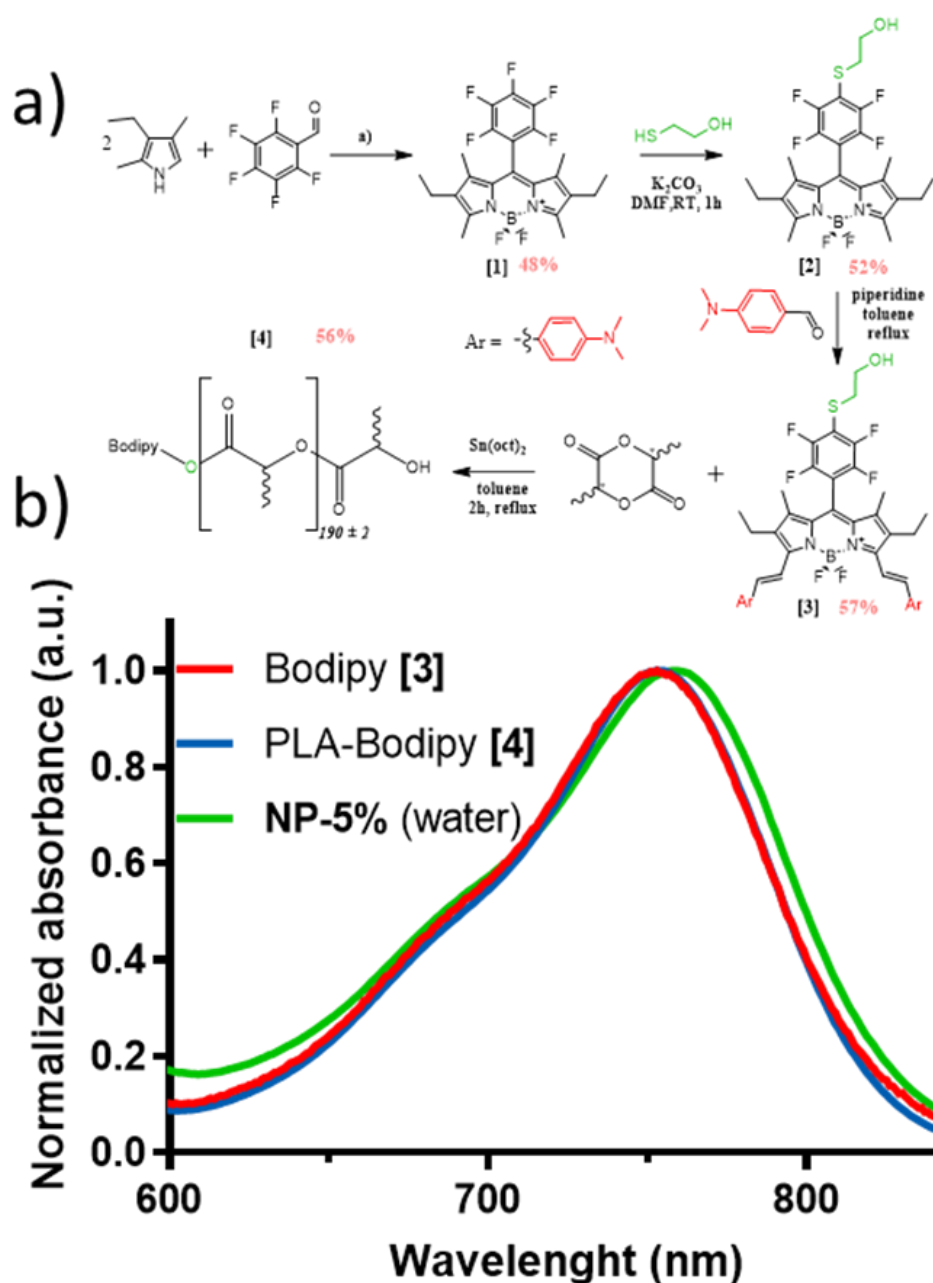 a)
OH
S
F
F
F
F
F
F
F
F
O
F
F
F
F
F
F
2
+
a)
HS
OH
N
H
F
F
F
K₂CO₃
DMF,RT, 1h
N
N⁺
B
F
F
N
N⁺
B
F
F
[1] 48%
[2] 52%
[4] 56%
Ar =
N
N
O
piperidine
toluene
reflux
OH
S
O
Sn(oct)₂
O
O
F
F
Bodipy
O
O
OH
*
*
+
F
F
O
toluene
O
O
190 ± 2
2h, reflux
N
N⁺
B
F
F
Ar
Ar
[3] 57%
b)
Normalized absorbance (a.u.)
1.0
0.8
0.6
0.4
0.2
0.0
Bodipy [3]
PLA-Bodipy [4]
NP-5% (water)
600
700
800
Wavelenght (nm)